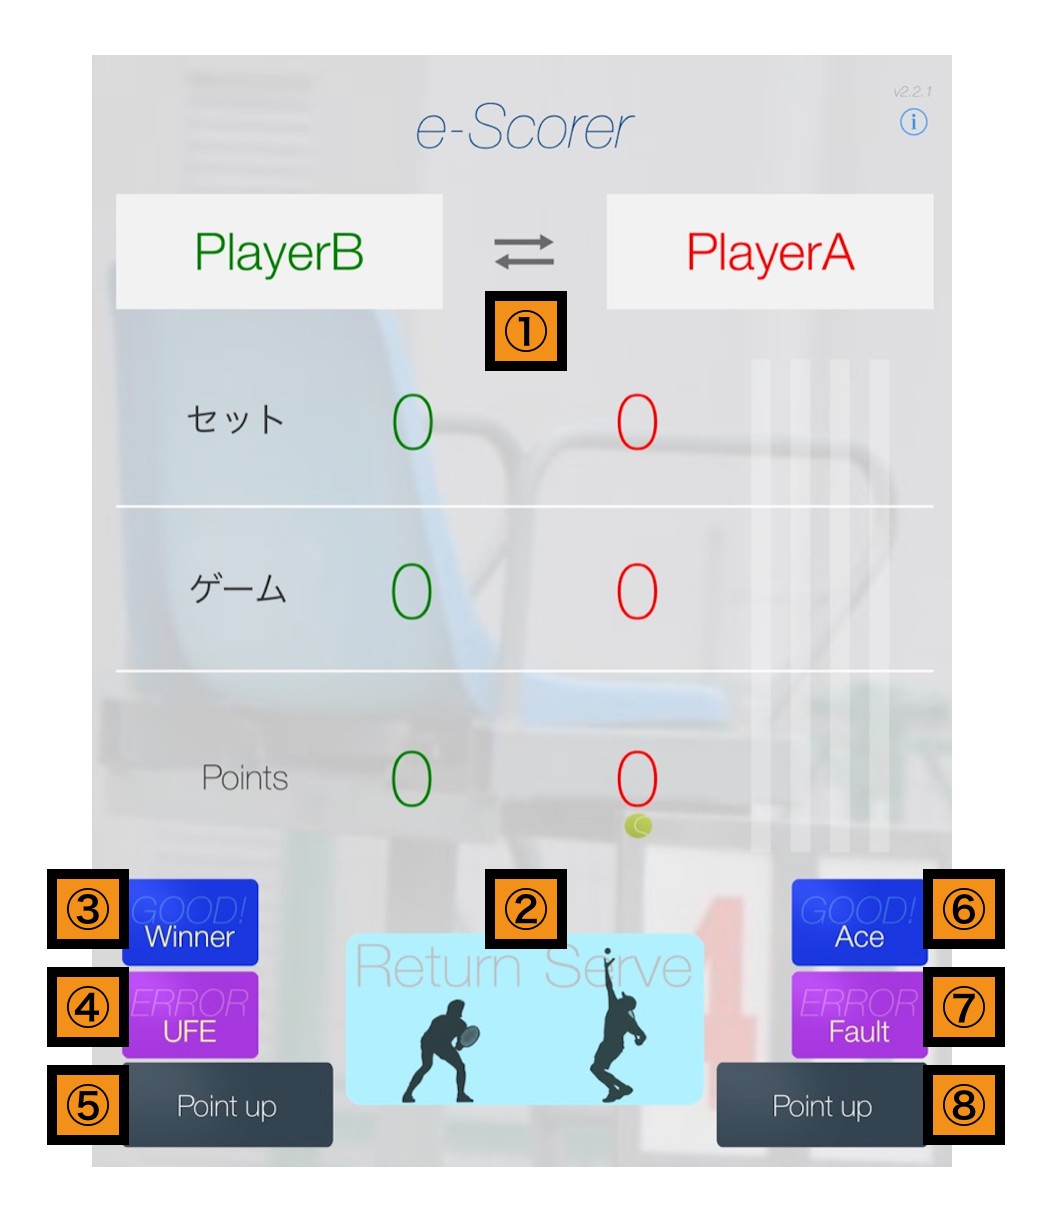 v2.2.1
e-Scorer
i
PlayerB
PlayerA
①
セット 0 0
ゲーム 0 0
Points 0 0
③ GOOD!
Winner
②
GOOD! ⑥
Ace
Return Serve
④ ERROR
UFE
ERROR ⑦
Fault
⑤ Point up
Point up ⑧